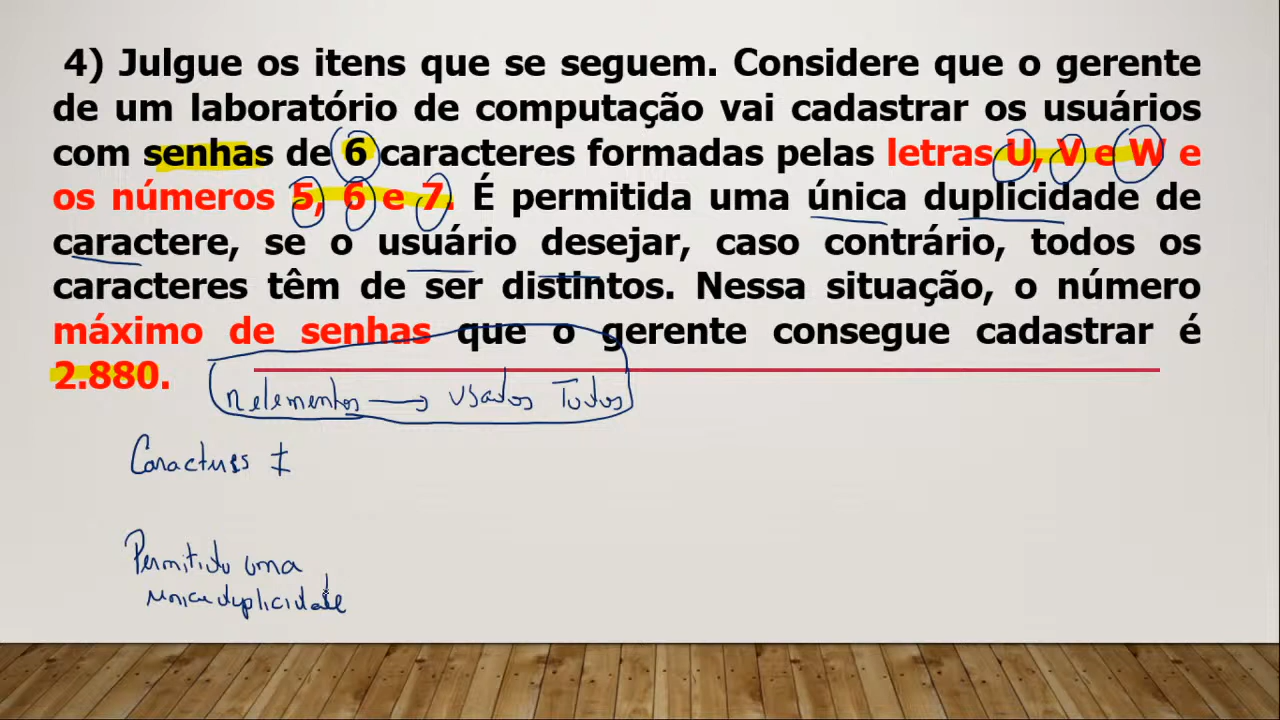 4) Julgue os itens que se seguem. Considere que o gerente
de um laboratório de computação vai cadastrar os usuários
com senhas de 6 caracteres formadas pelas letras U, V e W e
os números 5, 6 e 7. É permitida uma única duplicidade de
caractere, se o usuário desejar, caso contrário, todos os
caracteres têm de ser distintos. Nessa situação, o número
máximo de senhas que o gerente consegue cadastrar é
2.880.
n elementos → usados Todos
Caracteres ≠
Permitido uma
única duplicidade